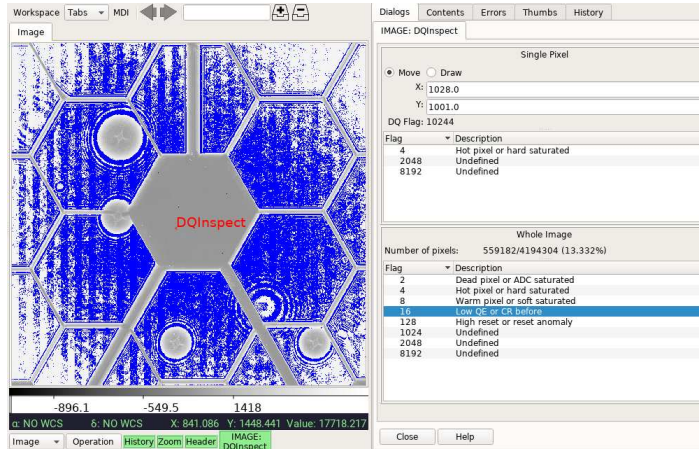 Workspace Tabs MDI
Image
DQInspect
-896.1 -549.5 1418
α: NO WCS δ: NO WCS X: 841.086 Y: 1448.441 Value: 17718.217
Image Operation History Zoom Header IMAGE: DQInspect
Dialogs Contents Errors Thumbs History
IMAGE: DQInspect
Single Pixel
Move Draw
X: 1028.0
Y: 1001.0
DQ Flag: 10244
Flag Description
4 Hot pixel or hard saturated
2048 Undefined
8192 Undefined
Whole Image
Number of pixels: 559182/4194304 (13.332%)
Flag Description
2 Dead pixel or ADC saturated
4 Hot pixel or hard saturated
8 Warm pixel or soft saturated
16 Low QE or CR before
128 High reset or reset anomaly
1024 Undefined
2048 Undefined
8192 Undefined
Close Help